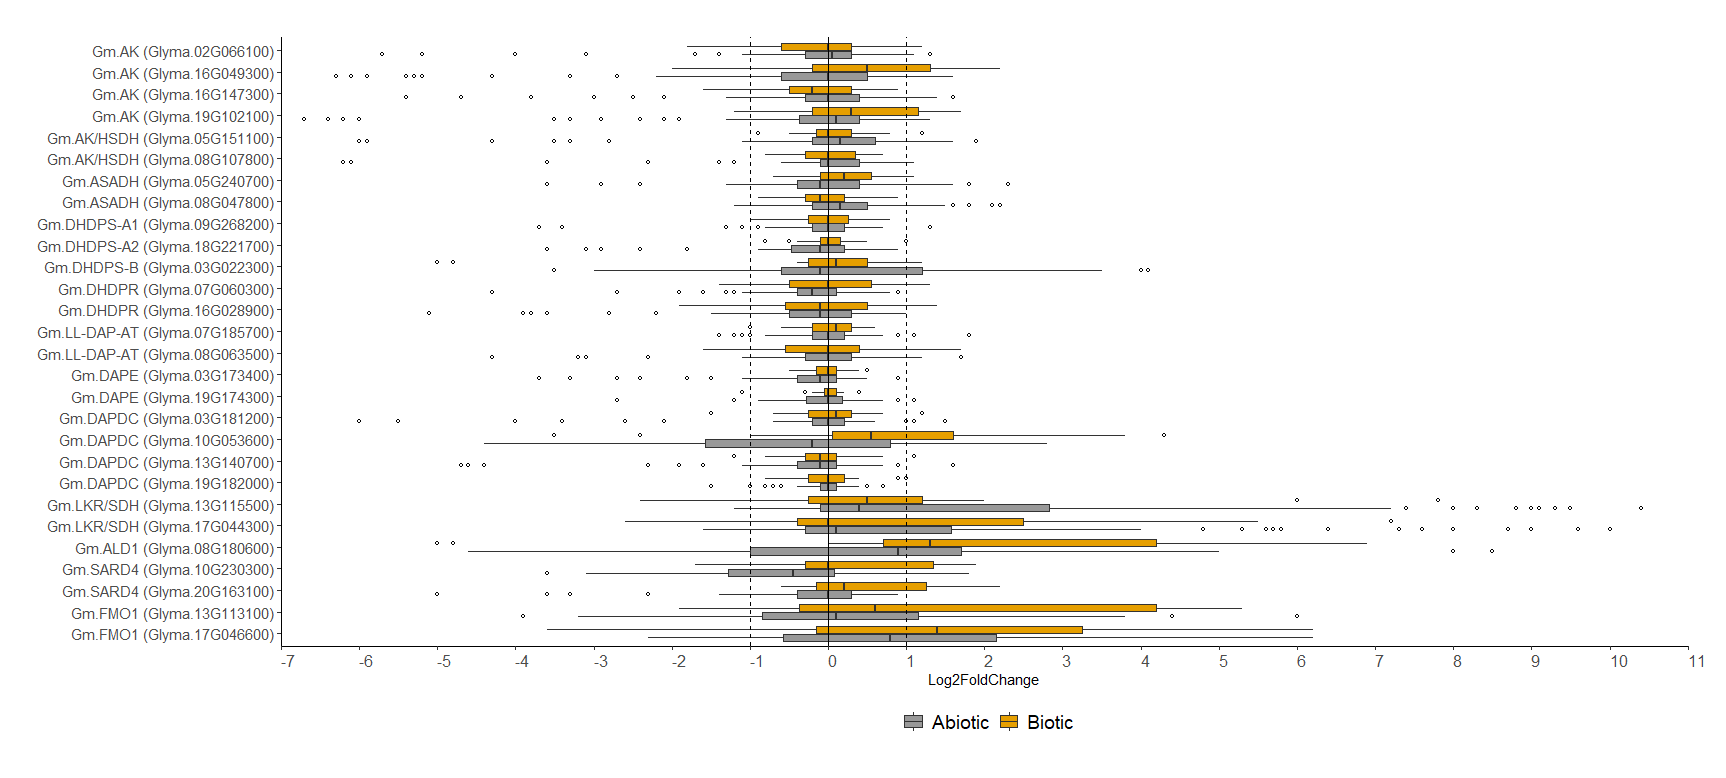 Gm.AK (Glyma.02G066100)
Gm.AK (Glyma.16G049300)
Gm.AK (Glyma.16G147300)
Gm.AK (Glyma.19G102100)
Gm.AK/HSDH (Glyma.05G151100)
Gm.AK/HSDH (Glyma.08G107800)
Gm.ASADH (Glyma.05G240700)
Gm.ASADH (Glyma.08G047800)
Gm.DHDPS-A1 (Glyma.09G268200)
Gm.DHDPS-A2 (Glyma.18G221700)
Gm.DHDPS-B (Glyma.03G022300)
Gm.DHDPR (Glyma.07G060300)
Gm.DHDPR (Glyma.16G028900)
Gm.LL-DAP-AT (Glyma.07G185700)
Gm.LL-DAP-AT (Glyma.08G063500)
Gm.DAPE (Glyma.03G173400)
Gm.DAPE (Glyma.19G174300)
Gm.DAPDC (Glyma.03G181200)
Gm.DAPDC (Glyma.10G053600)
Gm.DAPDC (Glyma.13G140700)
Gm.DAPDC (Glyma.19G182000)
Gm.LKR/SDH (Glyma.13G115500)
Gm.LKR/SDH (Glyma.17G044300)
Gm.ALD1 (Glyma.08G180600)
Gm.SARD4 (Glyma.10G230300)
Gm.SARD4 (Glyma.20G163100)
Gm.FMO1 (Glyma.13G113100)
Gm.FMO1 (Glyma.17G046600)
-7 -6 -5 -4 -3 -2 -1 0 1 2 3 4 5 6 7 8 9 10 11
Log2FoldChange
Abiotic Biotic